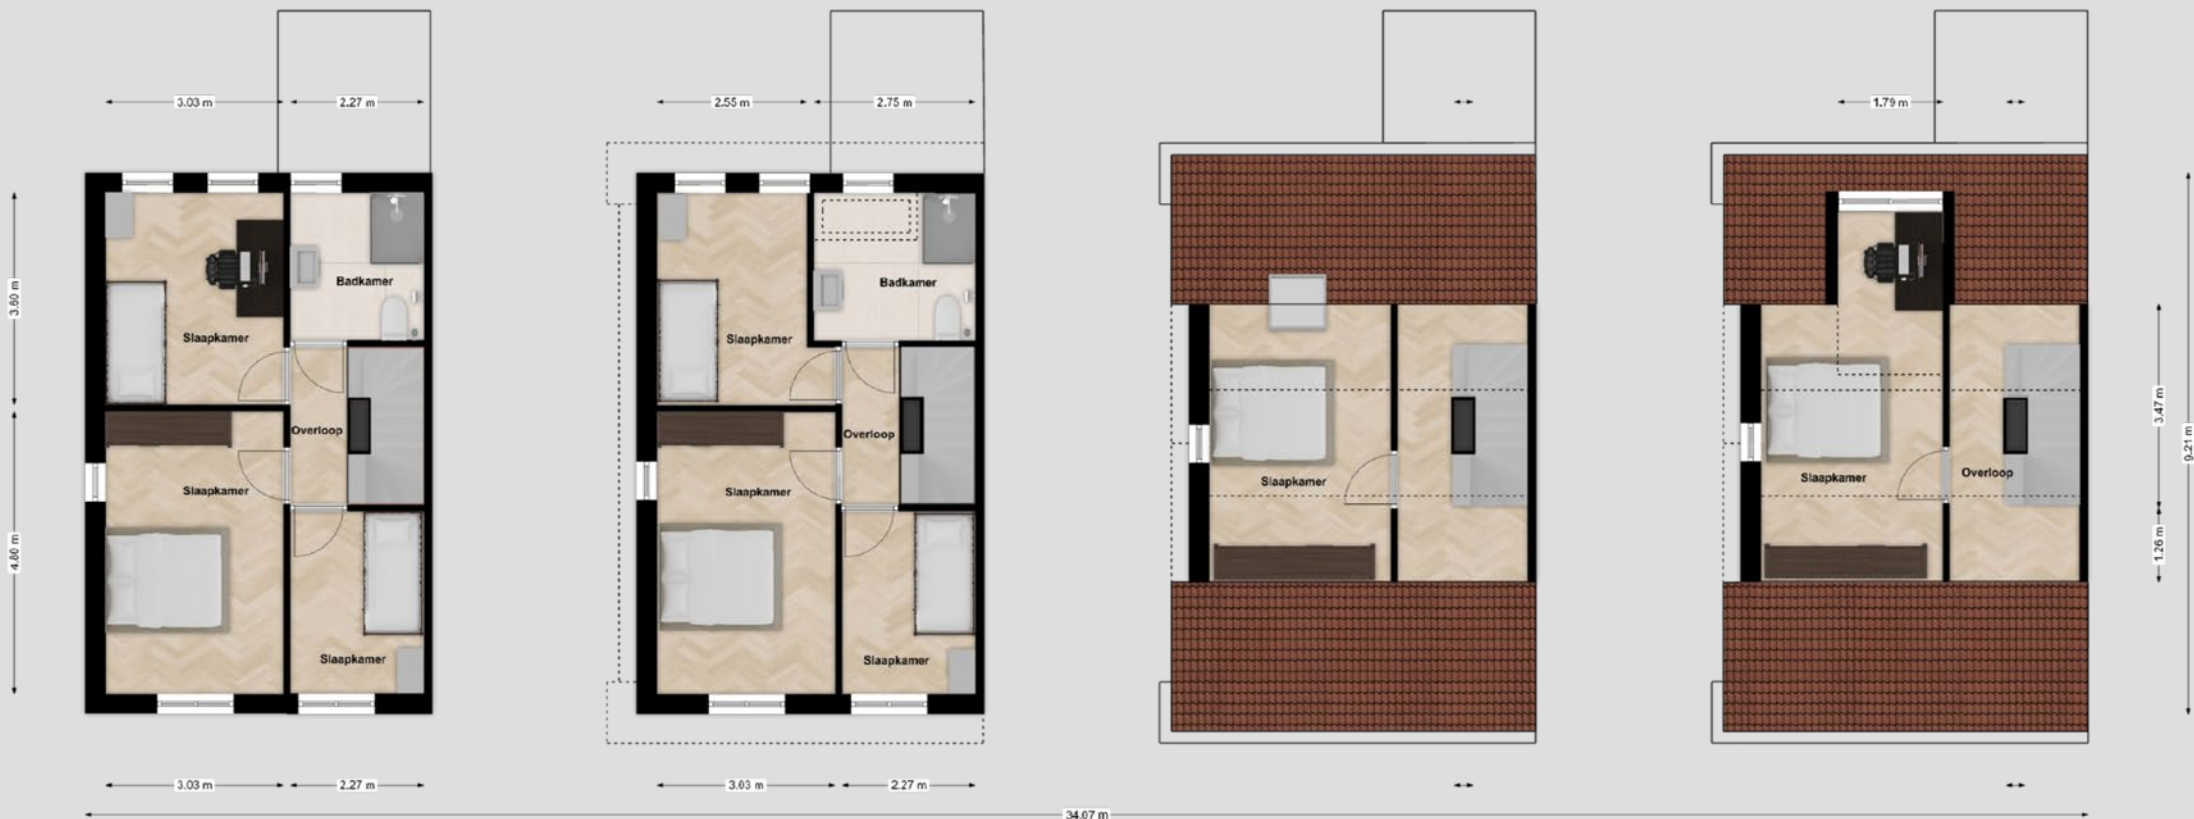 3.03 m
2.27 m
2.55 m
2.75 m
1.79 m
3.60 m
4.80 m
Badkamer
Slaapkamer
Overloop
Slaapkamer
Slaapkamer
Badkamer
Slaapkamer
Overloop
Slaapkamer
Slaapkamer
Slaapkamer
Slaapkamer
Overloop
3.47 m
1.26 m
9.21 m
3.03 m
2.27 m
3.03 m
2.27 m
34.07 m